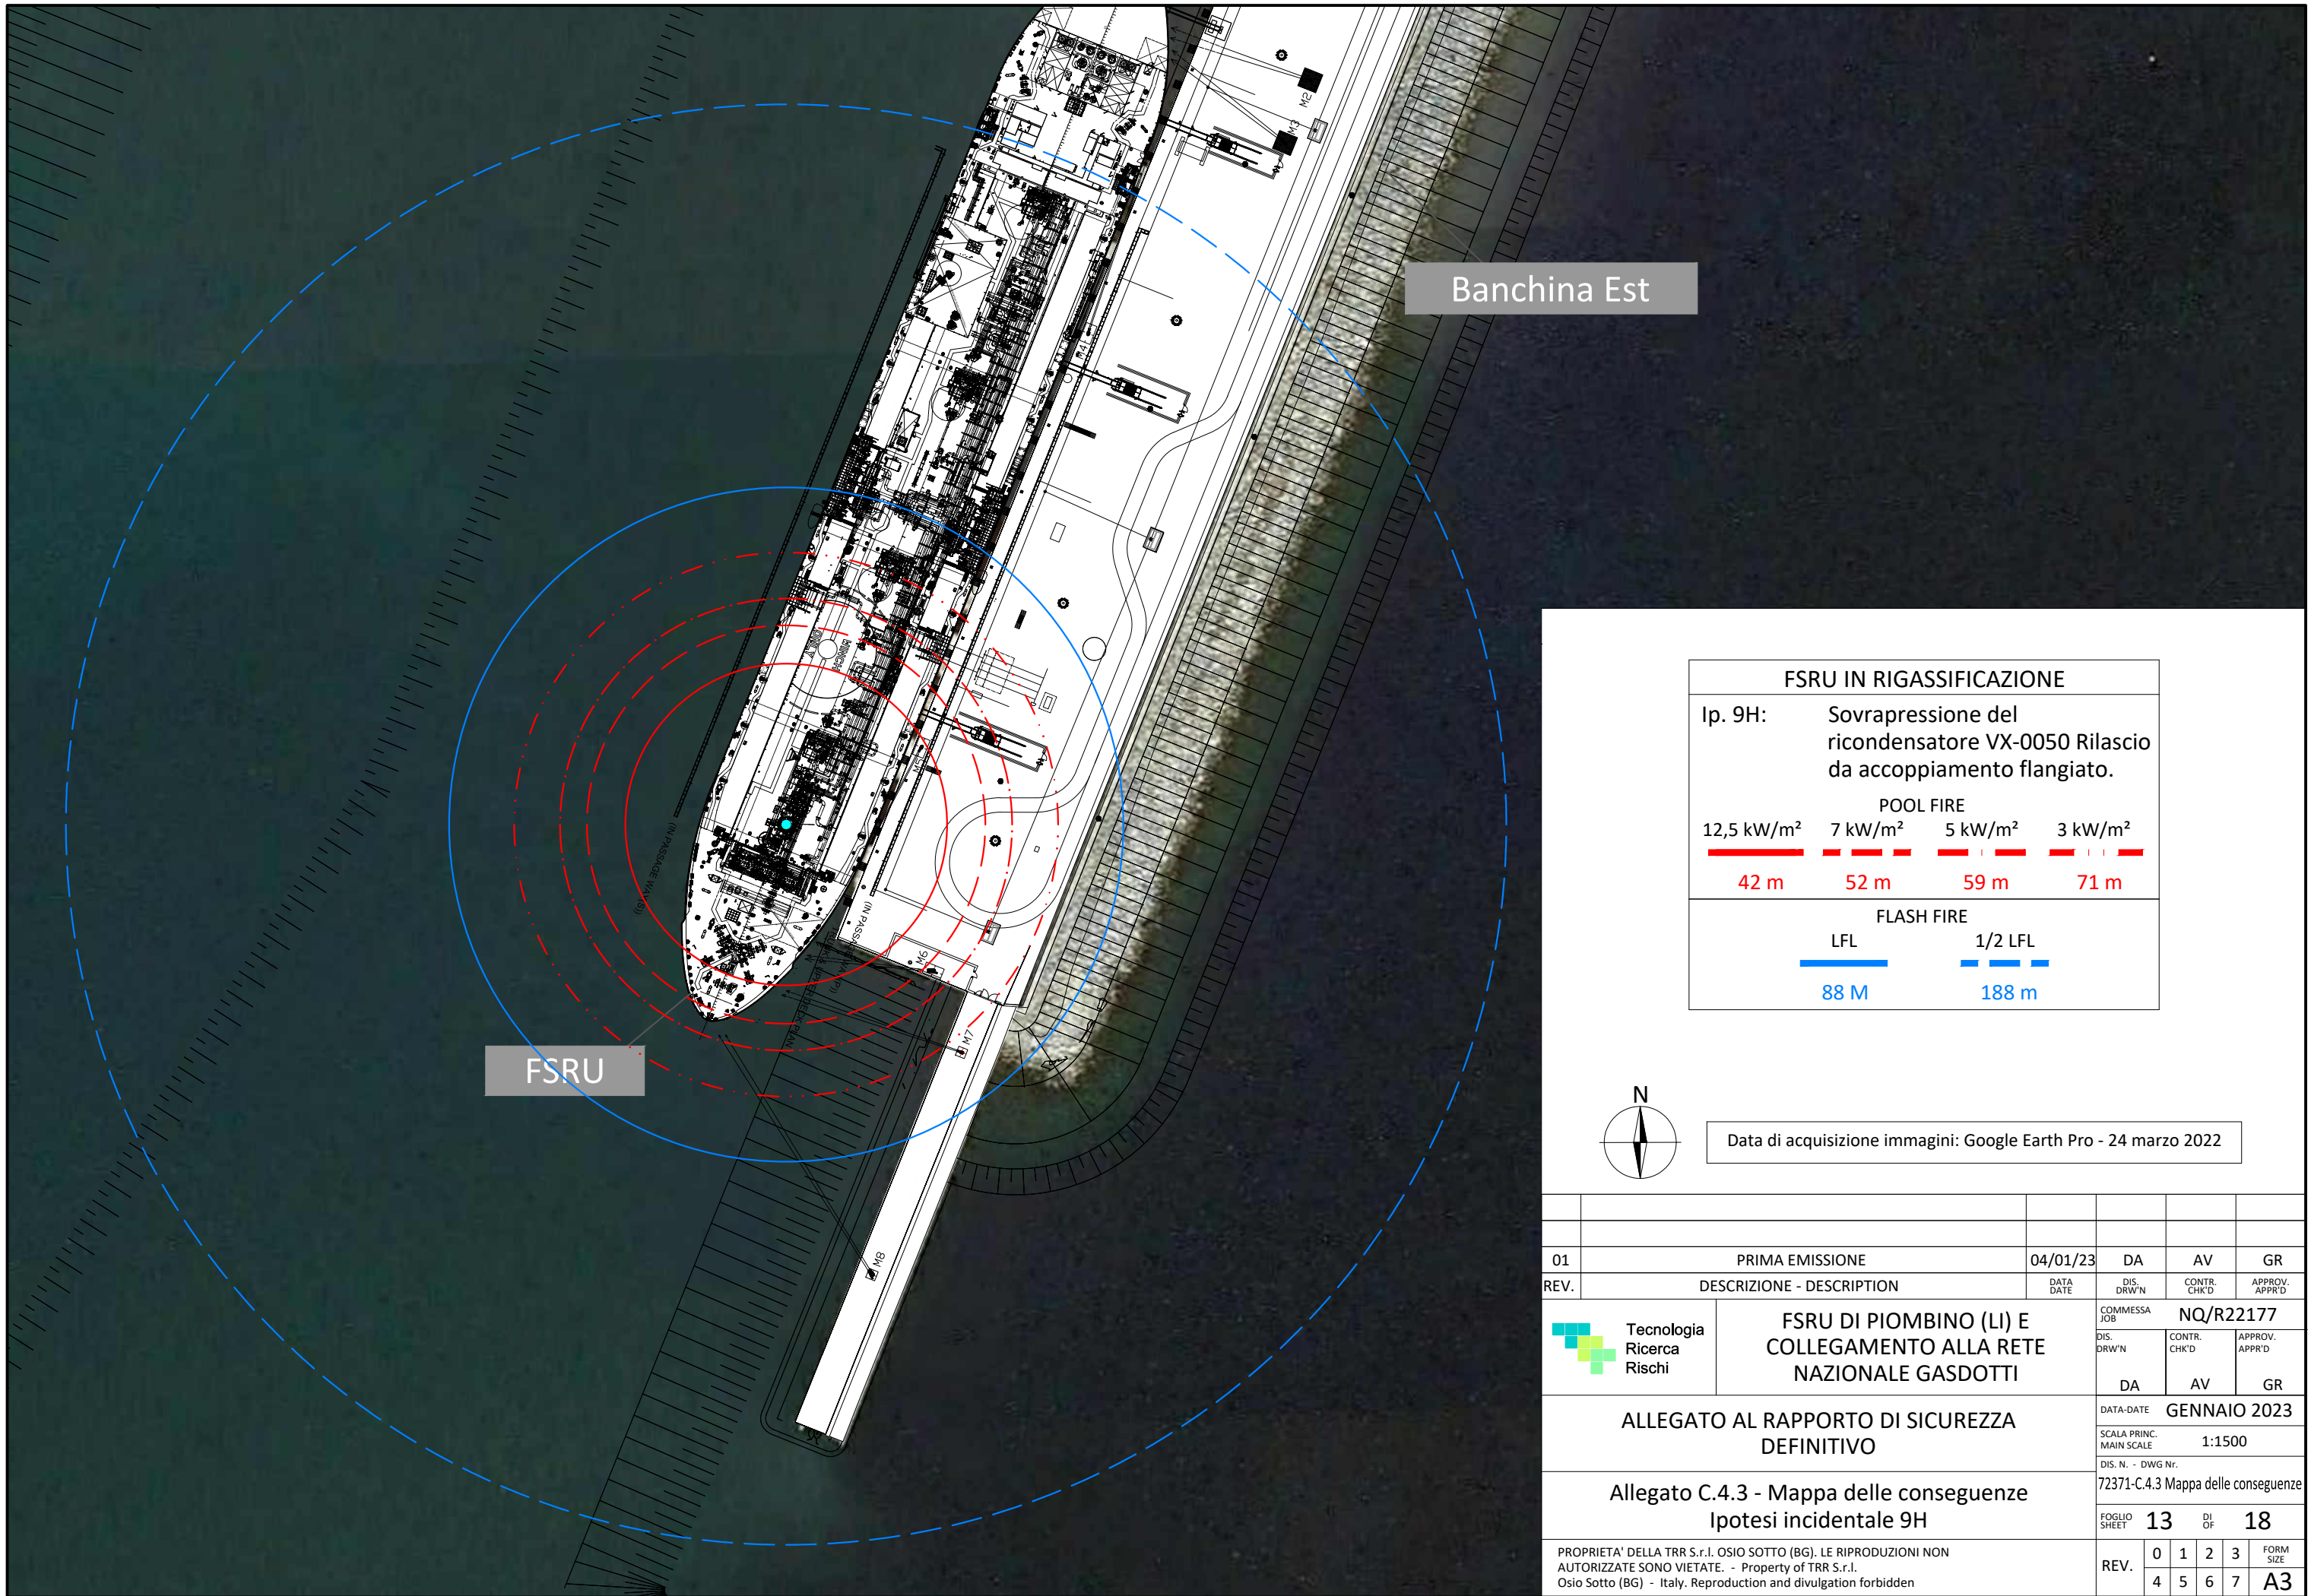 M2
M3
Banchina Est
M4
M5
(IN PASSAGE WAY(S))
M6
M7
FSRU
M8
FSRU IN RIGASSIFICAZIONE
Ip. 9H: Sovrapressione del
ricondensatore VX-0050 Rilascio
da accoppiamento flangiato.
POOL FIRE
12,5 kW/m² 7 kW/m² 5 kW/m² 3 kW/m²
42 m 52 m 59 m 71 m
FLASH FIRE
LFL 1/2 LFL
88 M 188 m
N
Data di acquisizione immagini: Google Earth Pro - 24 marzo 2022
01 PRIMA EMISSIONE 04/01/23 DA AV GR
REV. DESCRIZIONE - DESCRIPTION DATA DATE DIS. DRW'N CONTR. CHK'D APPROV. APPR'D
Tecnologia
Ricerca
Rischi
FSRU DI PIOMBINO (LI) E
COLLEGAMENTO ALLA RETE
NAZIONALE GASDOTTI
COMMESSA JOB NQ/R22177
DIS. DRW'N CONTR. CHK'D APPROV. APPR'D
DA AV GR
ALLEGATO AL RAPPORTO DI SICUREZZA
DEFINITIVO
DATA-DATE GENNAIO 2023
SCALA PRINC. MAIN SCALE 1:1500
DIS. N. - DWG Nr.
72371-C.4.3 Mappa delle conseguenze
Allegato C.4.3 - Mappa delle conseguenze
Ipotesi incidentale 9H
FOGLIO SHEET 13 DI OF 18
PROPRIETA' DELLA TRR S.r.l. OSIO SOTTO (BG). LE RIPRODUZIONI NON
AUTORIZZATE SONO VIETATE. - Property of TRR S.r.l.
Osio Sotto (BG) - Italy. Reproduction and divulgation forbidden
REV. 0 1 2 3 FORM SIZE
4 5 6 7 A3